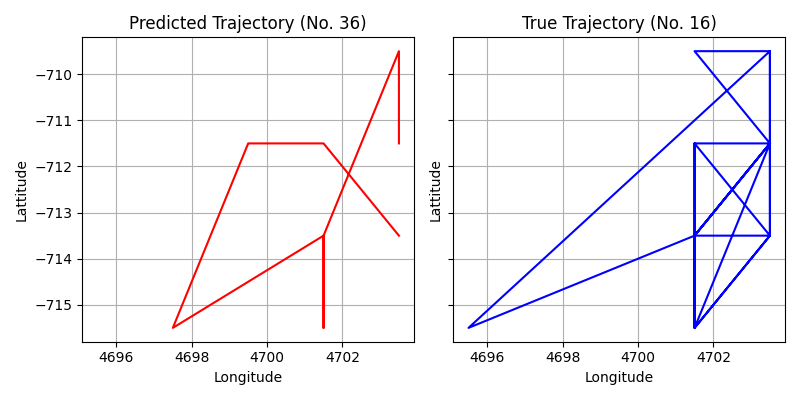 Predicted Trajectory (No. 36)
True Trajectory (No. 16)
−710
−711
−712
−713
−714
−715
Lattitude
Lattitude
4696 4698 4700 4702
4696 4698 4700 4702
Longitude
Longitude